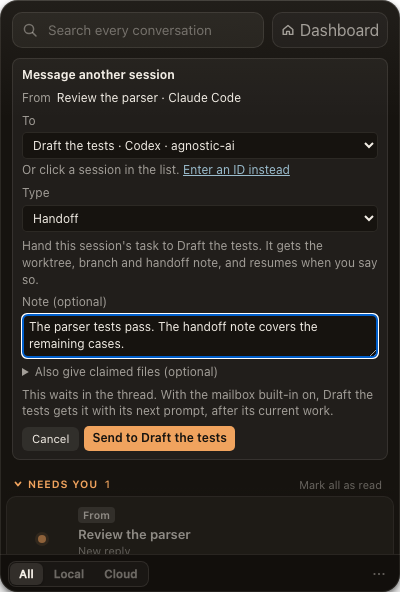 Search every conversation
Dashboard
Message another session
From Review the parser · Claude Code
To
Draft the tests · Codex · agnostic-ai
Or click a session in the list. Enter an ID instead
Type
Handoff
Hand this session's task to Draft the tests. It gets the
worktree, branch and handoff note, and resumes when you say
so.
Note (optional)
The parser tests pass. The handoff note covers the
remaining cases.
Also give claimed files (optional)
This waits in the thread. With the mailbox built-in on, Draft the
tests gets it with its next prompt, after its current work.
Cancel
Send to Draft the tests
NEEDS YOU 1
Mark all as read
From
Review the parser
New reply
All
Local
Cloud